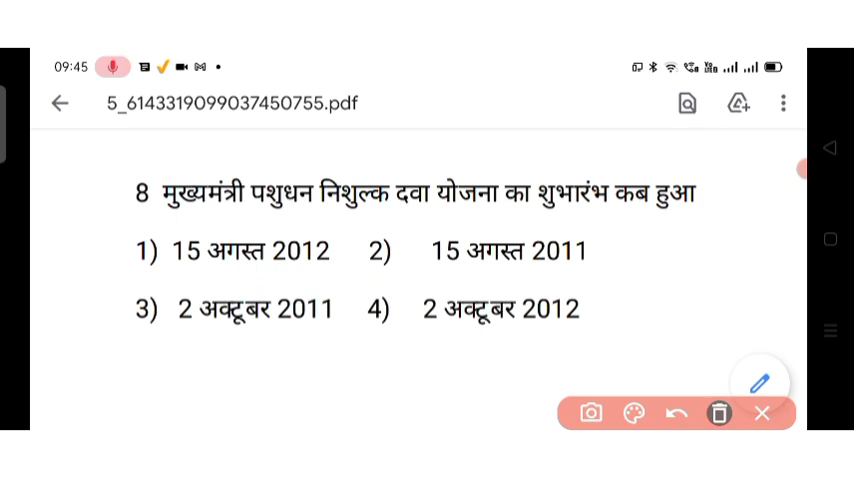 09:45
5_6143319099037450755.pdf
8 मुख्यमंत्री पशुधन निशुल्क दवा योजना का शुभारंभ कब हुआ
1) 15 अगस्त 2012 2) 15 अगस्त 2011
3) 2 अक्टूबर 2011 4) 2 अक्टूबर 2012